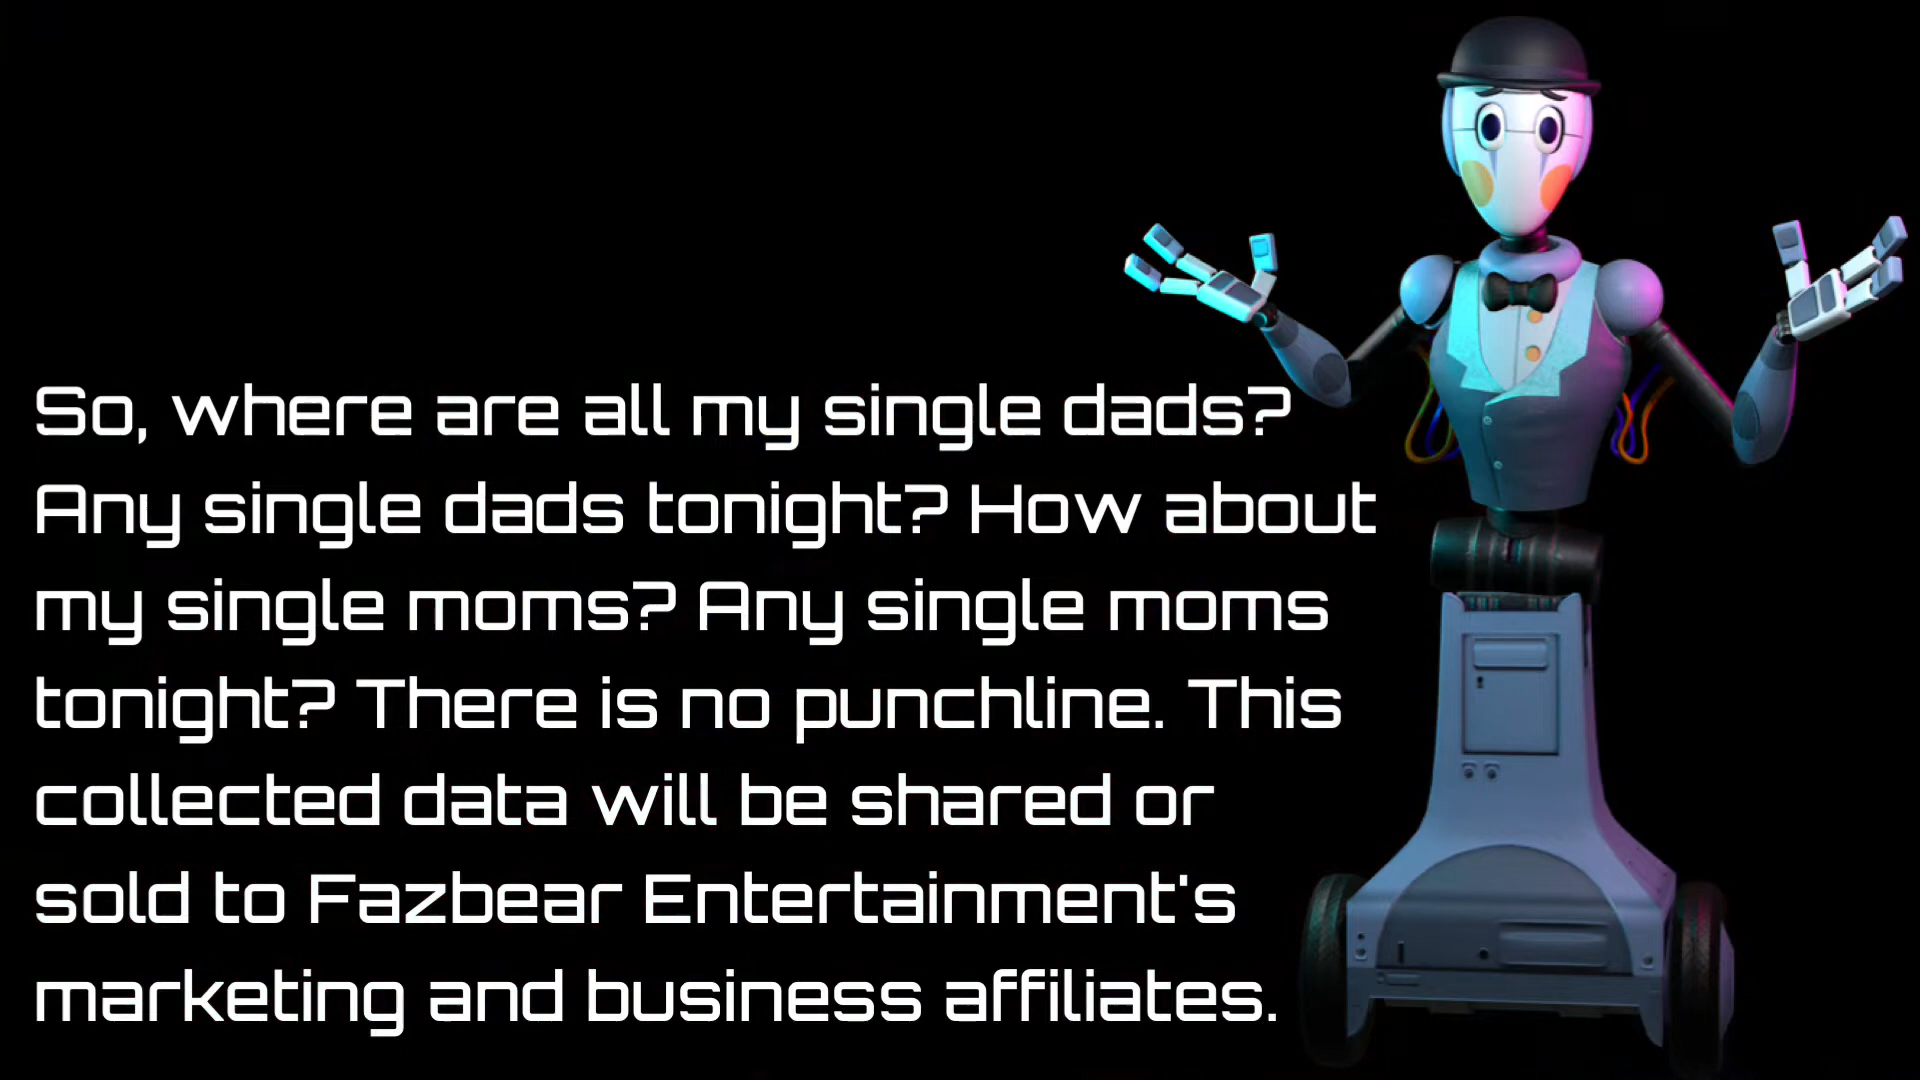 So, where are all my single dads?
Any single dads tonight? How about
my single moms? Any single moms
tonight? There is no punchline. This
collected data will be shared or
sold to Fazbear Entertainment's
marketing and business affiliates.